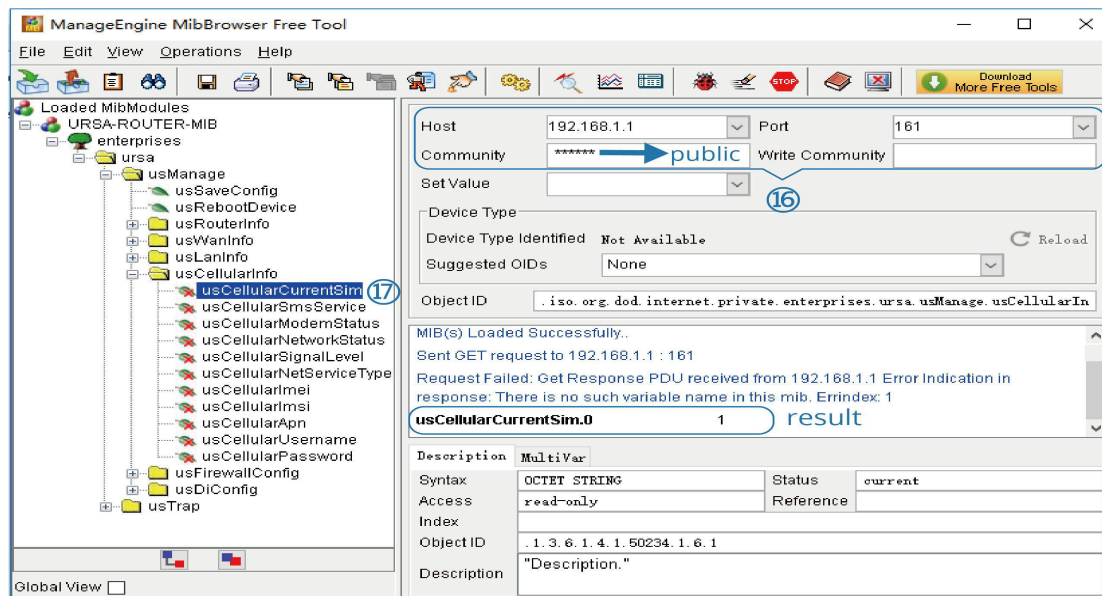 ManageEngine MibBrowser Free Tool
File Edit View Operations Help
STOP
Download
More Free Tools
Loaded MibModules
URSA-ROUTER-MIB
enterprises
ursa
usManage
usSaveConfig
usRebootDevice
usRouterInfo
usWanInfo
usLanInfo
usCellularInfo
usCellularCurrentSim ⑰
usCellularSmsService
usCellularModemStatus
usCellularNetworkStatus
usCellularSignalLevel
usCellularNetServiceType
usCellularImei
usCellularImsi
usCellularApn
usCellularUsername
usCellularPassword
usFirewallConfig
usDiConfig
usTrap
Global View
Host 192.168.1.1 Port 161
Community ****** public Write Community
⑯
Set Value
Device Type
Device Type Identified Not Available Reload
Suggested OIDs None
Object ID .iso.org.dod.internet.private.enterprises.ursa.usManage.usCellularIn
MIB(s) Loaded Successfully..
Sent GET request to 192.168.1.1 : 161
Request Failed: Get Response PDU received from 192.168.1.1 Error Indication in
response: There is no such variable name in this mib. Errindex: 1
usCellularCurrentSim.0 1 result
Description MultiVar
Syntax OCTET STRING Status current
Access read-only Reference
Index
Object ID .1.3.6.1.4.1.50234.1.6.1
Description "Description."